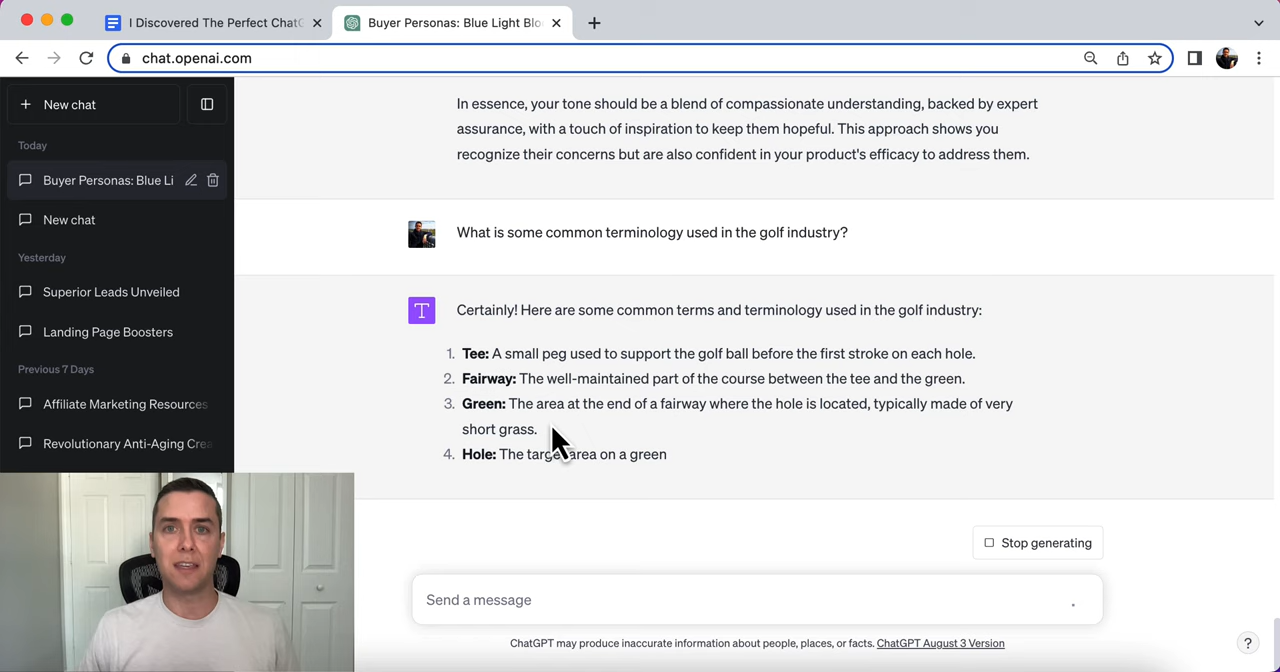 I Discovered The Perfect ChatG
Buyer Personas: Blue Light Blo
chat.openai.com
New chat
Today
Buyer Personas: Blue Li
New chat
Yesterday
Superior Leads Unveiled
Landing Page Boosters
Previous 7 Days
Affiliate Marketing Resources
Revolutionary Anti-Aging Crea
In essence, your tone should be a blend of compassionate understanding, backed by expert
assurance, with a touch of inspiration to keep them hopeful. This approach shows you
recognize their concerns but are also confident in your product's efficacy to address them.
What is some common terminology used in the golf industry?
T
Certainly! Here are some common terms and terminology used in the golf industry:
1. Tee: A small peg used to support the golf ball before the first stroke on each hole.
2. Fairway: The well-maintained part of the course between the tee and the green.
3. Green: The area at the end of a fairway where the hole is located, typically made of very
short grass.
4. Hole: The target area on a green
Stop generating
Send a message
ChatGPT may produce inaccurate information about people, places, or facts. ChatGPT August 3 Version
?